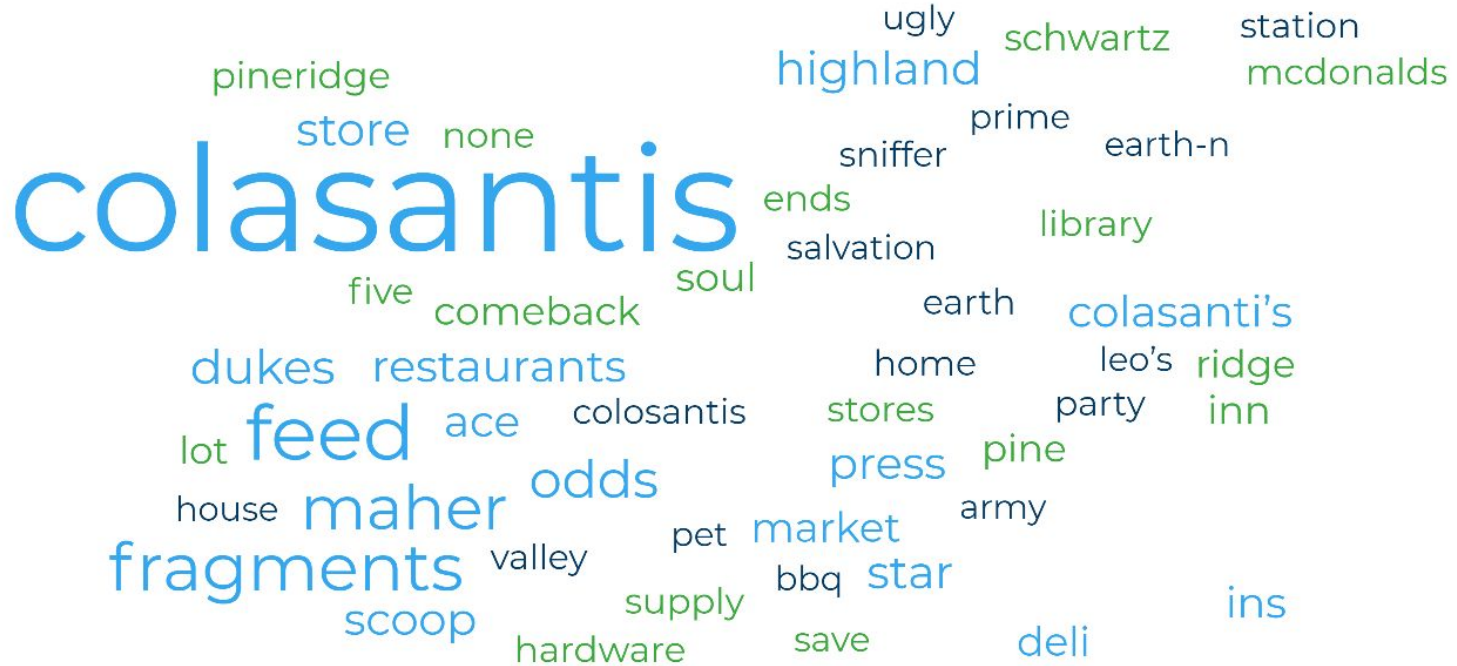 ugly
station
schwartz
highland
mcdonalds
pineridge
prime
store
none
earth-n
sniffer
colasantis
ends
library
salvation
soul
five
earth
comeback
colasanti’s
leo’s
home
ridge
dukes
restaurants
party
stores
inn
colosantis
ace
feed
pine
lot
press
odds
army
house
maher
market
pet
valley
fragments
star
bbq
supply
ins
scoop
save
deli
hardware